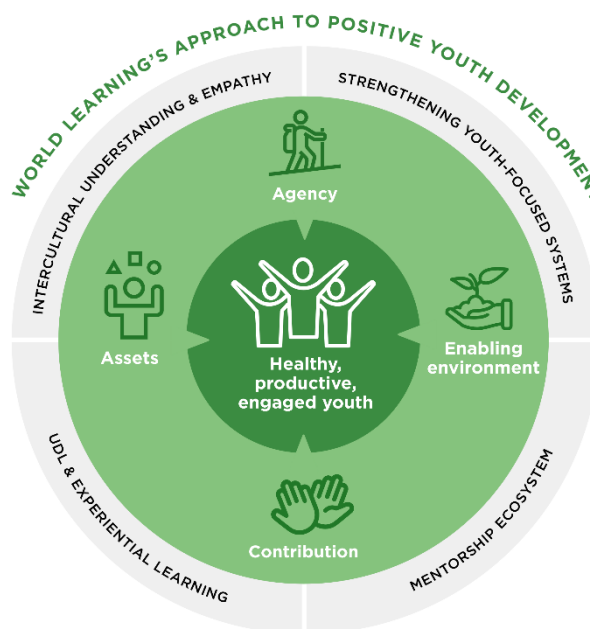 WORLD LEARNING'S APPROACH TO POSITIVE YOUTH DEVELOPMENT
INTERCULTURAL UNDERSTANDING & EMPATHY
STRENGTHENING YOUTH-FOCUSED SYSTEMS
Agency
Assets
Enabling
environment
Healthy,
productive,
engaged youth
Contribution
UDL & EXPERIENTIAL LEARNING
MENTORSHIP ECOSYSTEM